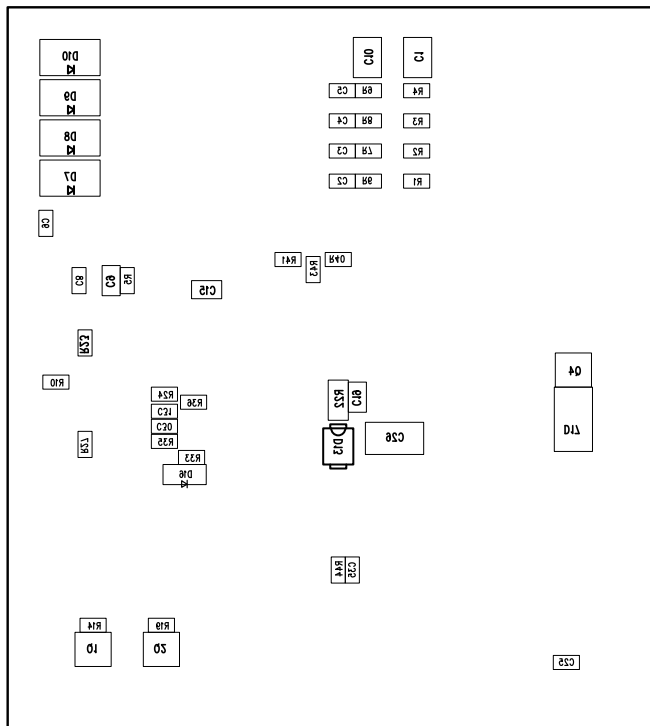 D10
C10 C1
C5 R9 R4
D9
C4 R8 R3
D8
C3 R7 R2
D7
C2 R6 R1
C6
R41 R43 R40
C8 C9 R5 C15
R23
Q4
R10
R24 R36 R22 C19
C31
C30
R35
R27 D13 C26 D17
R33
D16
R44 C35
R14 R19
Q1 Q2
C25